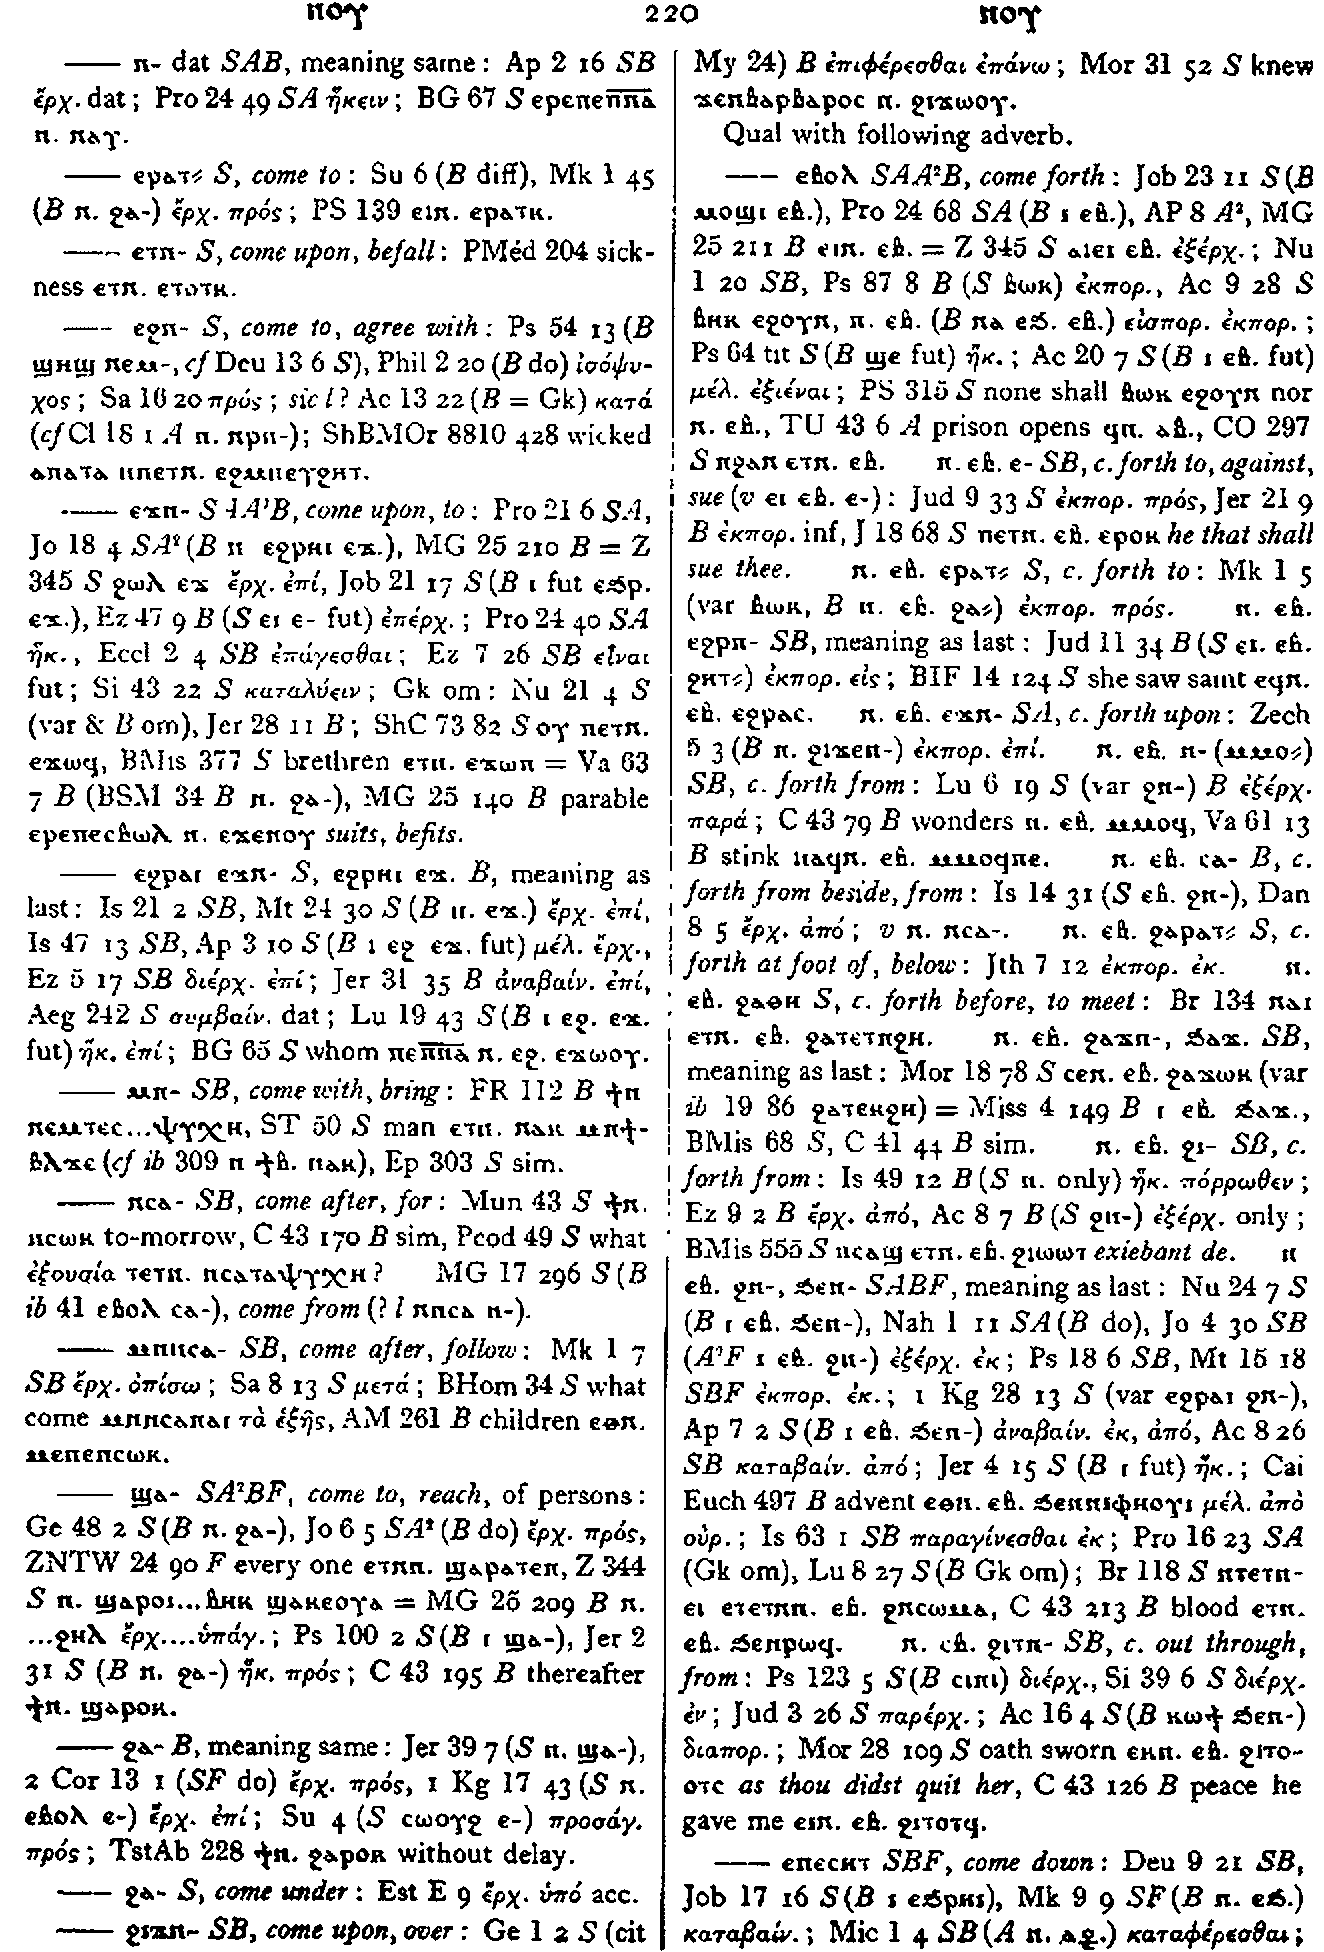 ⲛⲟⲩ 220 ⲛⲟⲩ
—— ⲛ- dat SAB, meaning same: Ap 2 16 SB
ἔρχ. dat; Pro 24 49 SA ἥκειν; BG 67 S ⲉⲣⲉⲡⲉⲡ̅ⲛ̅ⲁ̅
ⲛ. ⲛⲁⲩ.
—— ⲉⲣⲁⲧ⸗ S, come to: Su 6 (B diff), Mk 1 45
(B ⲛ. ϩⲁ-) ἔρχ. πρός; PS 139 ⲉⲓⲛ. ⲉⲣⲁⲧⲕ.
—— ⲉⲧⲛ- S, come upon, befall: PMéd 204 sick-
ness ⲉⲧⲛ. ⲉⲧⲟⲧⲕ.
—— ⲉϩⲛ- S, come to, agree with: Ps 54 13 (B
ϣⲏϣ ⲛⲉⲙ-, cf Deu 13 6 S), Phil 2 20 (B do) ἰσόψυ-
χος; Sa 16 20 πρός; sic l? Ac 13 22 (B = Gk) κατά
(cf Cl 18 1 A ⲛ. ⲛⲣⲛ-); ShBMOr 8810 428 wicked
ⲁⲡⲁⲧⲁ ⲙⲡⲉⲧⲛ. ⲉϩⲙⲡⲉⲩϩⲏⲧ.
—— ⲉϫⲛ- SAA²B, come upon, to: Pro 21 6 SA,
Jo 18 4 SA² (B ⲛ ⲉϩⲣⲏⲓ ⲉϫ.), MG 25 210 B = Z
345 S ϩⲱⲗ ⲉϫ ἔρχ. ἐπί, Job 21 17 S (B ⲓ fut ⲉϧⲣ.
ⲉϫ.), Ez 47 9 B (S ⲉⲓ ⲉ- fut) ἐπέρχ.; Pro 24 40 SA
ἥκ., Eccl 2 4 SB ἐπάγεσθαι; Ez 7 26 SB εἶναι
fut; Si 43 22 S καταλύειν; Gk om: Nu 21 4 S
(var & B om), Jer 28 11 B; ShC 73 82 S ⲟⲩ ⲡⲉⲧⲛ.
ⲉϫⲱϥ, BMis 377 S brethren ⲉⲧⲛ. ⲉϫⲱⲛ = Va 63
7 B (BSM 34 B ⲛ. ϩⲁ-), MG 25 140 B parable
ⲉⲣⲉⲡⲉⲥⲃⲱⲗ ⲛ. ⲉϫⲉⲛⲟⲩ suits, befits.
—— ⲉϩⲣⲁⲓ ⲉϫⲛ- S, ⲉϩⲣⲏⲓ ⲉϫ. B, meaning as
last: Is 21 2 SB, Mt 24 30 S (B ⲛ. ⲉϫ.) ἔρχ. ἐπί,
Is 47 13 SB, Ap 3 10 S (B ⲓ ⲉϩ ⲉϫ. fut) μέλ. ἔρχ.,
Ez 5 17 SB διέρχ. ἐπί; Jer 31 35 B ἀναβαίν. ἐπί,
Aeg 242 S συμβαίν. dat; Lu 19 43 S (B ⲓ ⲉϩ. ⲉϫ.
fut) ἥκ. ἐπί; BG 65 S whom ⲡⲉⲡ̅ⲛ̅ⲁ̅ ⲛ. ⲉϩ. ⲉϫⲱⲟⲩ.
—— ⲙⲛ- SB, come with, bring: FR 112 B ϯⲛ
ⲛⲉⲙⲧⲉⲥ...ⲯⲩⲭⲏ, ST 50 S man ⲉⲧⲛ. ⲛⲁⲕ ⲙⲛϯ-
ⲃⲗϫⲉ (cf ib 309 ⲛ ϯⲃ. ⲛⲁⲕ), Ep 303 S sim.
—— ⲛⲥⲁ- SB, come after, for: Mun 43 S ϯⲛ.
ⲛⲥⲱⲕ to-morrow, C 43 170 B sim, Pcod 49 S what
ἐξουσία ⲧⲉⲧⲛ. ⲛⲥⲁⲧⲁⲯⲩⲭⲏ? MG 17 296 S (B
ib 41 ⲉⲃⲟⲗ ⲥⲁ-), come from (? l ⲛⲛⲥⲁ ⲛ-).
—— ⲙⲛⲛⲥⲁ- SB, come after, follow: Mk 1 7
SB ἔρχ. ὀπίσω; Sa 8 13 S μετά; BHom 34 S what
come ⲙⲛⲛⲥⲁⲛⲁⲓ τὰ ἑξῆς, AM 261 B children ⲉⲑⲛ.
ⲙⲉⲛⲉⲛⲥⲱⲕ.
—— ϣⲁ- SA²BF, come to, reach, of persons:
Ge 48 2 S (B ⲛ. ϩⲁ-), Jo 6 5 SA² (B do) ἔρχ. πρός,
ZNTW 24 90 F every one ⲉⲧⲛⲛ. ϣⲁⲣⲁⲧⲉⲛ, Z 344
S ⲛ. ϣⲁⲣⲟⲓ...ⲃⲏⲕ ϣⲁⲕⲉⲟⲩⲁ = MG 25 209 B ⲛ.
...ϩⲏⲗ ἔρχ....ὑπάγ.; Ps 100 2 S (B ⲓ ϣⲁ-), Jer 2
31 S (B ⲛ. ϩⲁ-) ἥκ. πρός; C 43 195 B thereafter
ϯⲛ. ϣⲁⲣⲟⲕ.
—— ϩⲁ- B, meaning same: Jer 39 7 (S ⲛ. ϣⲁ-),
2 Cor 13 1 (SF do) ἔρχ. πρός, 1 Kg 17 43 (S ⲛ.
ⲉⲃⲟⲗ ⲉ-) ἔρχ. ἐπί; Su 4 (S ⲥⲱⲟⲩϩ ⲉ-) προσάγ.
πρός; TstAb 228 ϯⲛ. ϩⲁⲣⲟⲕ without delay.
—— ϩⲁ- S, come under: Est E 9 ἔρχ. ὑπό acc.
—— ϩⲓϫⲛ- SB, come upon, over: Ge 1 2 S (cit
My 24) B ἐπιφέρεσθαι ἐπάνω; Mor 31 52 S knew
ϫⲉⲛⲃⲁⲣⲃⲁⲣⲟⲥ ⲛ. ϩⲓϫⲱⲟⲩ.
Qual with following adverb.
—— ⲉⲃⲟⲗ SAA²B, come forth: Job 23 11 S (B
ⲙⲟϣⲓ ⲉⲃ.), Pro 24 68 SA (B ⲓ ⲉⲃ.), AP 8 A², MG
25 211 B ⲉⲓⲛ. ⲉⲃ. = Z 345 S ⲁⲓⲉⲓ ⲉⲃ. ἐξέρχ.; Nu
1 20 SB, Ps 87 8 B (S ⲃⲱⲕ) ἐκπορ., Ac 9 28 S
ⲃⲏⲕ ⲉϩⲟⲩⲛ, ⲛ. ⲉⲃ. (B ⲛⲁ ⲉϧ. ⲉⲃ.) εἰσπορ. ἐκπορ.;
Ps 64 tit S (B ϣⲉ fut) ἥκ.; Ac 20 7 S (B ⲓ ⲉⲃ. fut)
μέλ. ἐξιέναι; PS 315 S none shall ⲃⲱⲕ ⲉϩⲟⲩⲛ nor
ⲛ. ⲉⲃ., TU 43 6 A prison opens ϥⲛ. ⲁⲃ., CO 297
S ⲡϩⲁⲡ ⲉⲧⲛ. ⲉⲃ. ⲛ. ⲉⲃ. ⲉ- SB, c. forth to, against,
sue (v ⲉⲓ ⲉⲃ. ⲉ-): Jud 9 33 S ἐκπορ. πρός, Jer 21 9
B ἐκπορ. inf, J 18 68 S ⲡⲉⲧⲛ. ⲉⲃ. ⲉⲣⲟⲕ he that shall
sue thee. ⲛ. ⲉⲃ. ⲉⲣⲁⲧ⸗ S, c. forth to: Mk 1 5
(var ⲃⲱⲕ, B ⲛ. ⲉⲃ. ϩⲁ⸗) ἐκπορ. πρός. ⲛ. ⲉⲃ.
ⲉϩⲣⲛ- SB, meaning as last: Jud 11 34 B (S ⲉⲓ. ⲉⲃ.
ϩⲏⲧ⸗) ἐκπορ. εἰς; BIF 14 124 S she saw saint ⲉϥⲛ.
ⲉⲃ. ⲉϩⲣⲁⲥ. ⲛ. ⲉⲃ. ⲉϫⲛ- SA, c. forth upon: Zech
5 3 (B ⲛ. ϩⲓϫⲉⲛ-) ἐκπορ. ἐπί. ⲛ. ⲉⲃ. ⲛ- (ⲙⲙⲟ⸗)
SB, c. forth from: Lu 6 19 S (var ϩⲛ-) B ἐξέρχ.
παρά; C 43 79 B wonders ⲛ. ⲉⲃ. ⲙⲙⲟϥ, Va 61 13
B stink ⲛⲁϥⲛ. ⲉⲃ. ⲙⲙⲟϥⲡⲉ. ⲛ. ⲉⲃ. ⲥⲁ- B, c.
forth from beside, from: Is 14 31 (S ⲉⲃ. ϩⲛ-), Dan
8 5 ἔρχ. ἀπό; v ⲛ. ⲛⲥⲁ-. ⲛ. ⲉⲃ. ϩⲁⲣⲁⲧ⸗ S, c.
forth at foot of, below: Jth 7 12 ἐκπορ. ἐκ. ⲛ.
ⲉⲃ. ϩⲁⲑⲏ S, c. forth before, to meet: Br 134 ⲛⲁⲓ
ⲉⲧⲛ. ⲉⲃ. ϩⲁⲧⲉⲧⲛϩⲏ. ⲛ. ⲉⲃ. ϩⲁϫⲛ-, ϧⲁϫ. SB,
meaning as last: Mor 18 78 S ⲥⲉⲛ. ⲉⲃ. ϩⲁϫⲱⲕ (var
ib 19 86 ϩⲁⲧⲉⲕϩⲏ) = Miss 4 149 B ⲓ ⲉⲃ. ϧⲁϫ.,
BMis 68 S, C 41 44 B sim. ⲛ. ⲉⲃ. ϩⲓ- SB, c.
forth from: Is 49 12 B (S ⲛ. only) ἥκ. πόρρωθεν;
Ez 9 2 B ἔρχ. ἀπό, Ac 8 7 B (S ϩⲛ-) ἐξέρχ. only;
BMis 555 S ⲡⲥⲁϣ ⲉⲧⲛ. ⲉⲃ. ϩⲓⲱⲱⲧ exiebant de. ⲛ
ⲉⲃ. ϩⲛ-, ϧⲉⲛ- SABF, meaning as last: Nu 24 7 S
(B ⲓ ⲉⲃ. ϧⲉⲛ-), Nah 1 11 SA (B do), Jo 4 30 SB
(A²F ⲓ ⲉⲃ. ϩⲛ-) ἐξέρχ. ἐκ; Ps 18 6 SB, Mt 15 18
SBF ἐκπορ. ἐκ.; 1 Kg 28 13 S (var ⲉϩⲣⲁⲓ ϩⲛ-),
Ap 7 2 S (B ⲓ ⲉⲃ. ϧⲉⲛ-) ἀναβαίν. ἐκ, ἀπό, Ac 8 26
SB καταβαίν. ἀπό; Jer 4 15 S (B ⲓ fut) ἥκ.; Cai
Euch 497 B advent ⲉⲑⲛ. ⲉⲃ. ϧⲉⲛⲛⲓⲫⲏⲟⲩⲓ μέλ. ἀπὸ
οὐρ.; Is 63 1 SB παραγίνεσθαι ἐκ; Pro 16 23 SA
(Gk om), Lu 8 27 S (B Gk om); Br 118 S ⲛⲧⲉⲧⲛ-
ⲉⲓ ⲉⲧⲉⲧⲛⲛ. ⲉⲃ. ϩⲛⲥⲱⲙⲁ, C 43 213 B blood ⲉⲧⲛ.
ⲉⲃ. ϧⲉⲛⲣⲱϥ. ⲛ. ⲉⲃ. ϩⲓⲧⲛ- SB, c. out through,
from: Ps 123 5 S (B ⲥⲓⲛⲓ) διέρχ., Si 39 6 S διέρχ.
ἐν; Jud 3 26 S παρέρχ.; Ac 16 4 S (B ⲕⲱϯ ϧⲉⲛ-)
διαπορ.; Mor 28 109 S oath sworn ⲉⲕⲛ. ⲉⲃ. ϩⲓⲧⲟ-
ⲟⲧⲥ as thou didst quit her, C 43 126 B peace he
gave me ⲉⲓⲛ. ⲉⲃ. ϩⲓⲧⲟⲧϥ.
—— ⲉⲡⲉⲥⲏⲧ SBF, come down: Deu 9 21 SB,
Job 17 16 S (B ⲓ ⲉϧⲣⲏⲓ), Mk 9 9 SF (B ⲛ. ⲉϧ.)
καταβαίν.; Mic 1 4 SB (A ⲛ. ⲁϩ.) καταφέρεσθαι;